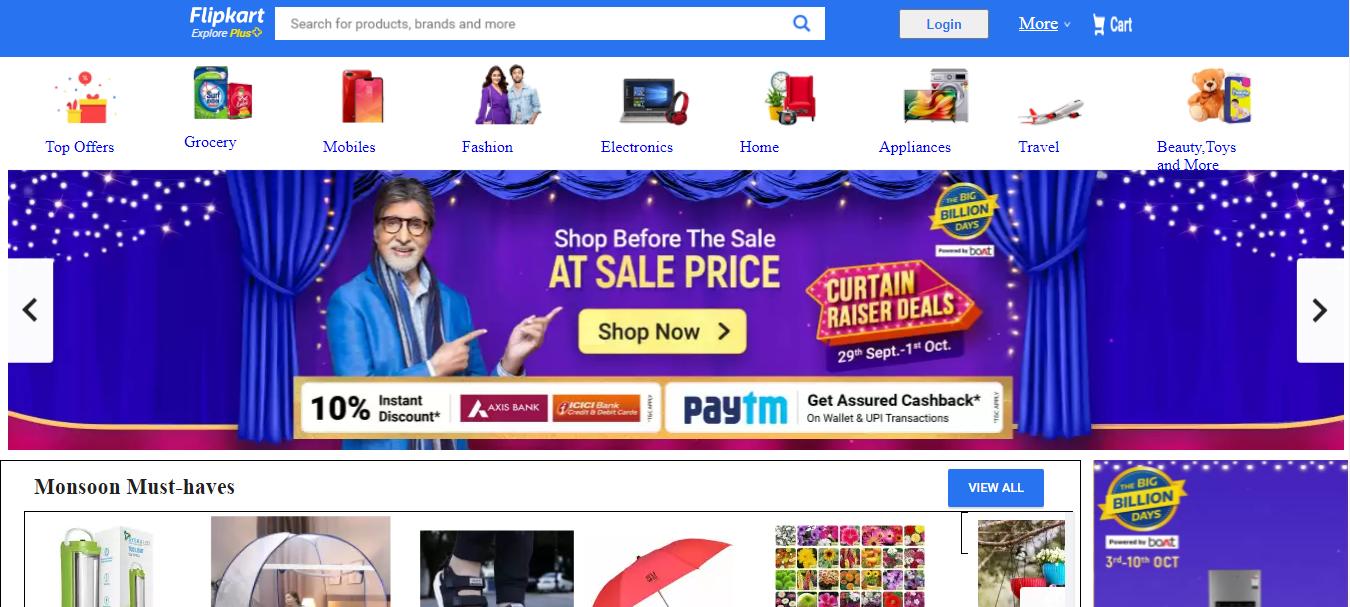 Flipkart
Explore Plus
Search for products, brands and more
Login
More
Cart
Top Offers
Grocery
Mobiles
Fashion
Electronics
Home
Appliances
Travel
Beauty,Toys
and More
Shop Before The Sale
AT SALE PRICE
Shop Now
THE BIG
BILLION
DAYS
Powered by boAt
CURTAIN
RAISER DEALS
29th Sept.-1st Oct.
10% Instant
Discount*
AXIS BANK
ICICI Bank
Credit & Debit Cards
*T&C APPLY
paytm
Get Assured Cashback*
On Wallet & UPI Transactions
*T&C APPLY
Monsoon Must-haves
VIEW ALL
THE BIG
BILLION
DAYS
Powered by boAt
3rd-10th OCT